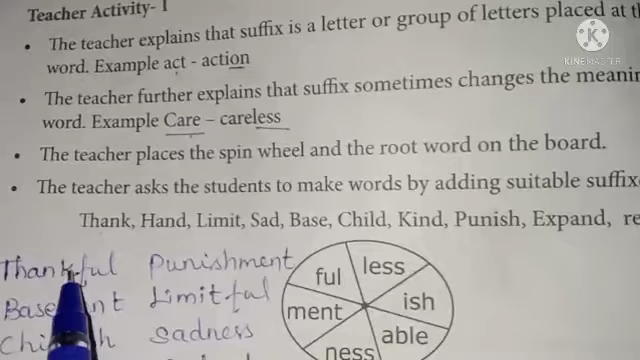 Teacher Activity- I
• The teacher explains that suffix is a letter or group of letters placed at
word. Example act - action
• The teacher further explains that suffix sometimes changes the
word. Example Care – careless
• The teacher places the spin wheel and the root word on the board.
• The teacher asks the students to make words by adding suitable suffix
Thank, Hand, Limit, Sad, Base, Child, Kind, Punish, Expand,
Thankful Punishment
Limitful
Sadness
ful
less
ment
ish
able
ness
K
KINEMASTER